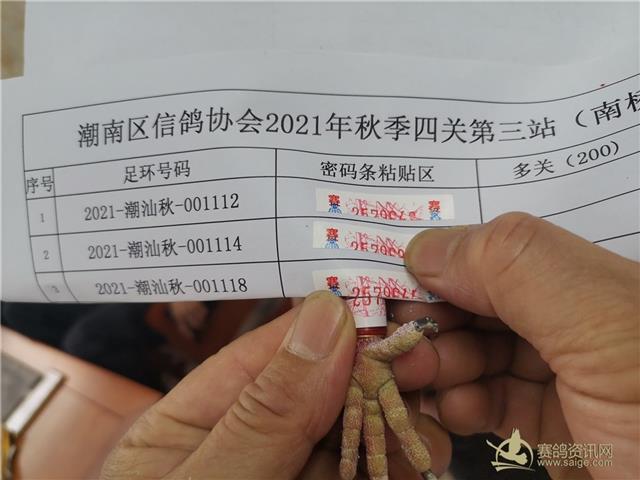 潮南区信鸽协会2021年秋季四关第三站（南
序号 足环号码 密码条粘贴区 多关（200）
1 2021-潮汕秋-001112 赛
2 2021-潮汕秋-001114 赛
3 2021-潮汕秋-001118 赛
赛鸽资讯网
www.saige.com